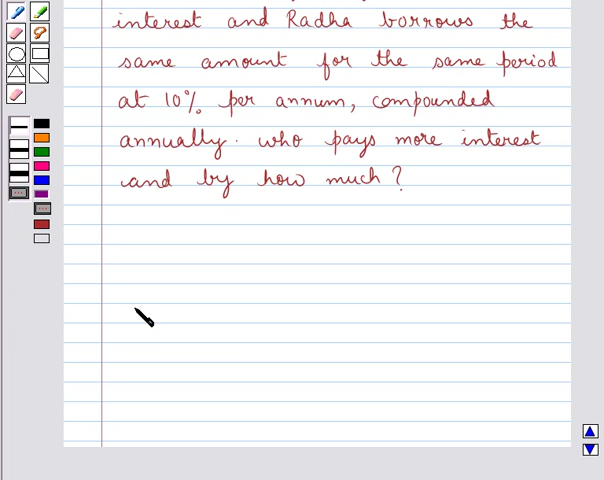 interest and Radha borrows the
same amount for the same period
at 10% per annum, compounded
annually. who pays more interest
and by how much?